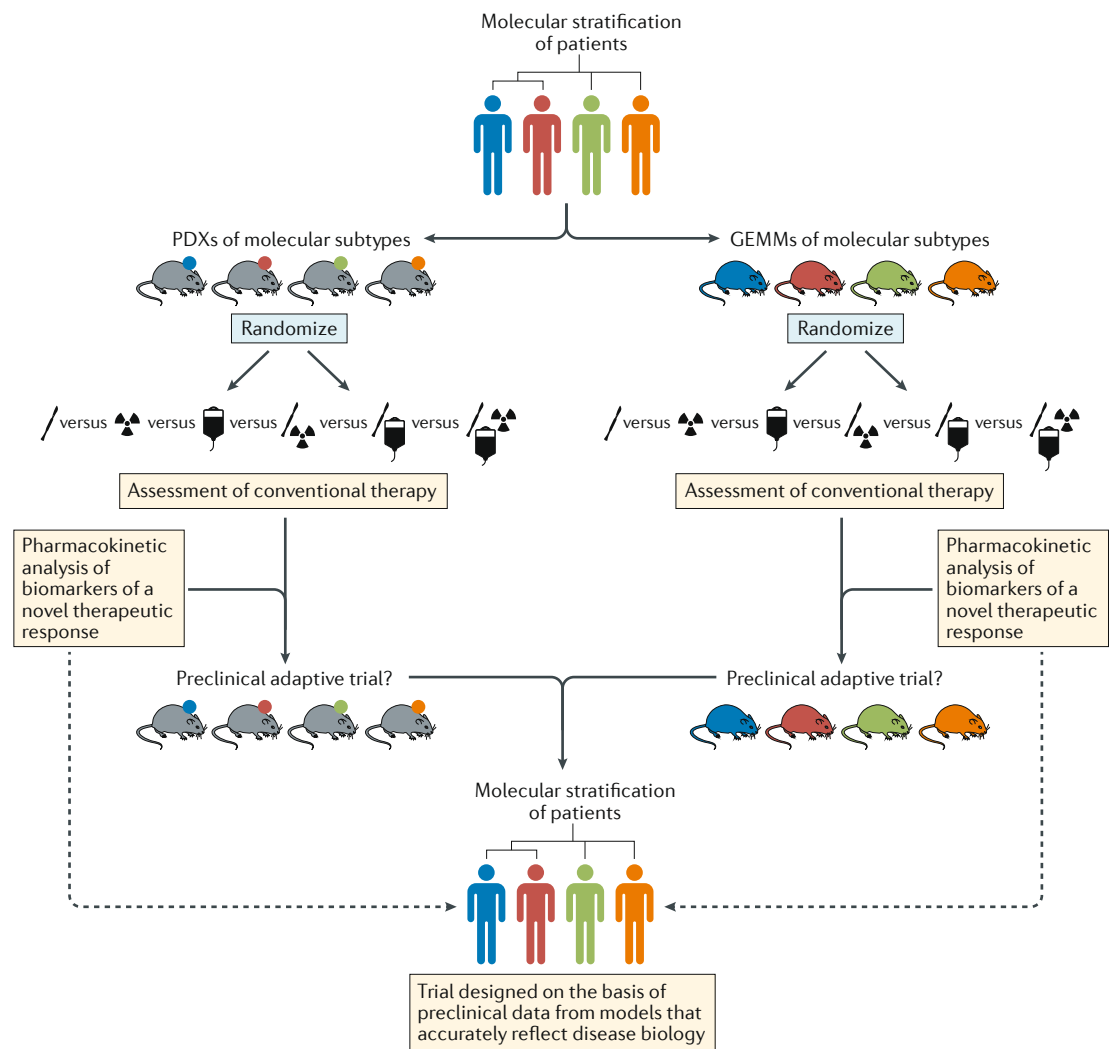 Molecular stratification
of patients
PDXs of molecular subtypes
GEMMs of molecular subtypes
Randomize
Randomize
versus versus versus versus versus
versus versus versus versus versus
Assessment of conventional therapy
Assessment of conventional therapy
Pharmacokinetic
analysis of
biomarkers of a
novel therapeutic
response
Pharmacokinetic
analysis of
biomarkers of a
novel therapeutic
response
Preclinical adaptive trial?
Preclinical adaptive trial?
Molecular stratification
of patients
Trial designed on the basis of
preclinical data from models that
accurately reflect disease biology